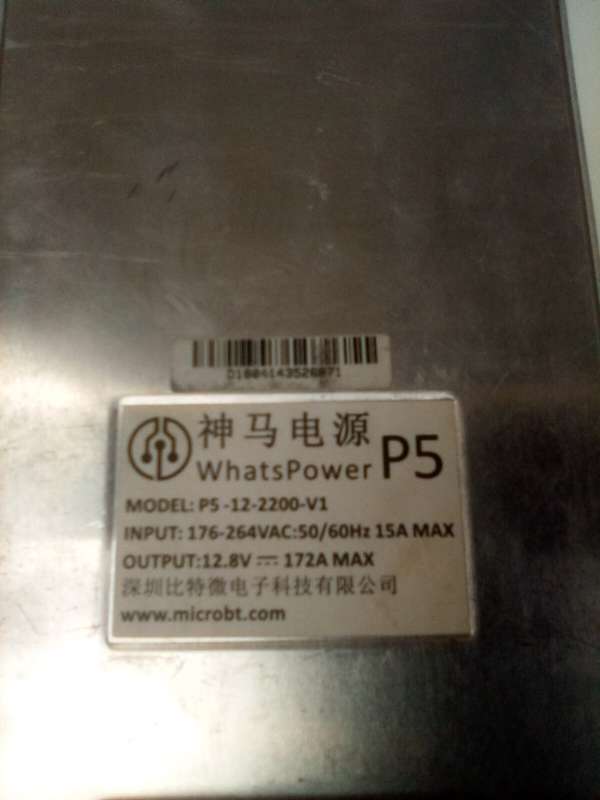 D1804143528871
神马电源
WhatsPower P5
MODEL: P5-12-2200-V1
INPUT: 176-264VAC:50/60Hz 15A MAX
OUTPUT:12.8V⎓172A MAX
深圳比特微电子科技有限公司
www.microbt.com